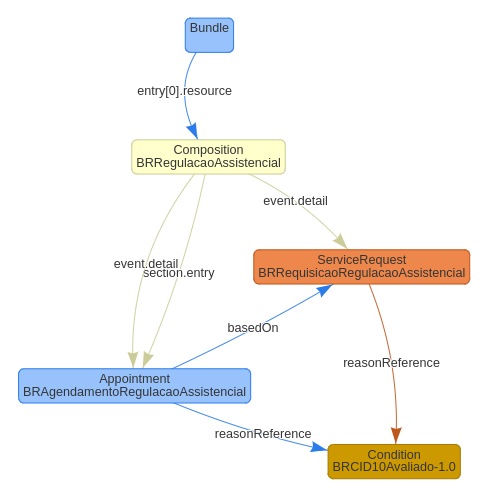 Bundle
entry[0].resource
Composition
BRRegulacaoAssistencial
event.detail
ServiceRequest
BRRequisicaoRegulacaoAssistencial
event.detail
section.entry
basedOn
reasonReference
Appointment
BRAgendamentoRegulacaoAssistencial
reasonReference
Condition
BRCID10Avaliado-1.0